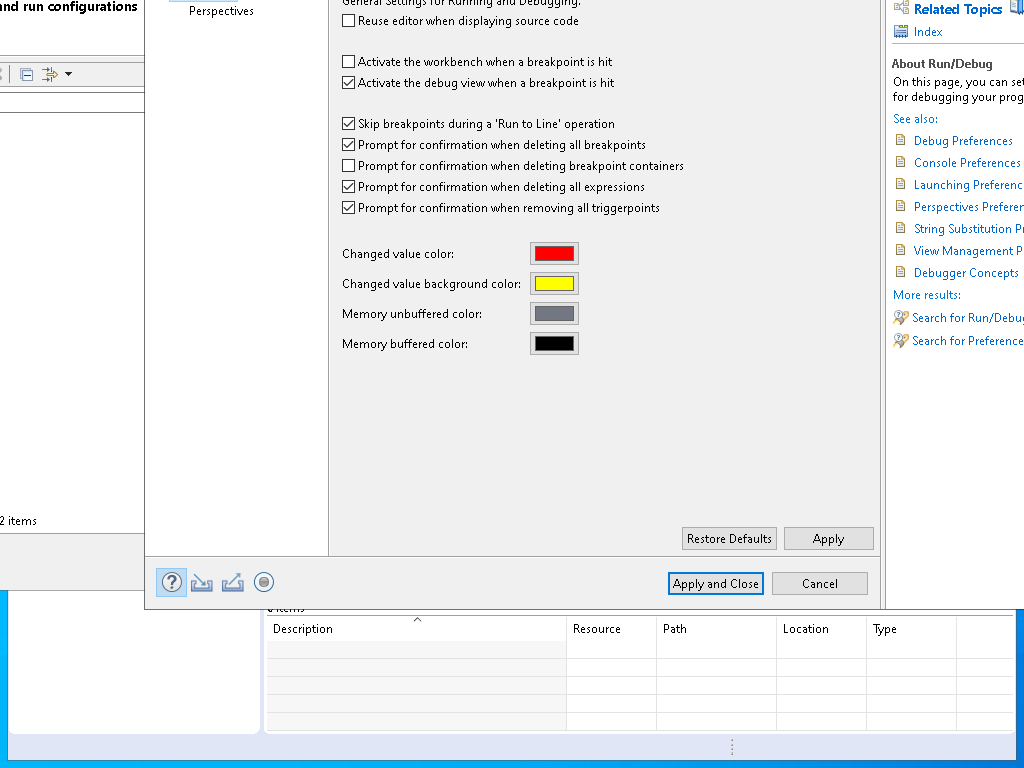 and run configurations
2 items
Perspectives
General Settings for Running and Debugging.
Reuse editor when displaying source code
Activate the workbench when a breakpoint is hit
Activate the debug view when a breakpoint is hit
Skip breakpoints during a 'Run to Line' operation
Prompt for confirmation when deleting all breakpoints
Prompt for confirmation when deleting breakpoint containers
Prompt for confirmation when deleting all expressions
Prompt for confirmation when removing all triggerpoints
Changed value color:
Changed value background color:
Memory unbuffered color:
Memory buffered color:
Restore Defaults
Apply
Apply and Close
Cancel
Related Topics
Index
About Run/Debug
On this page, you can set
for debugging your prog
See also:
Debug Preferences
Console Preferences
Launching Preferenc
Perspectives Preferen
String Substitution Pr
View Management P
Debugger Concepts
More results:
Search for Run/Debug
Search for Preference
items
Description
Resource
Path
Location
Type